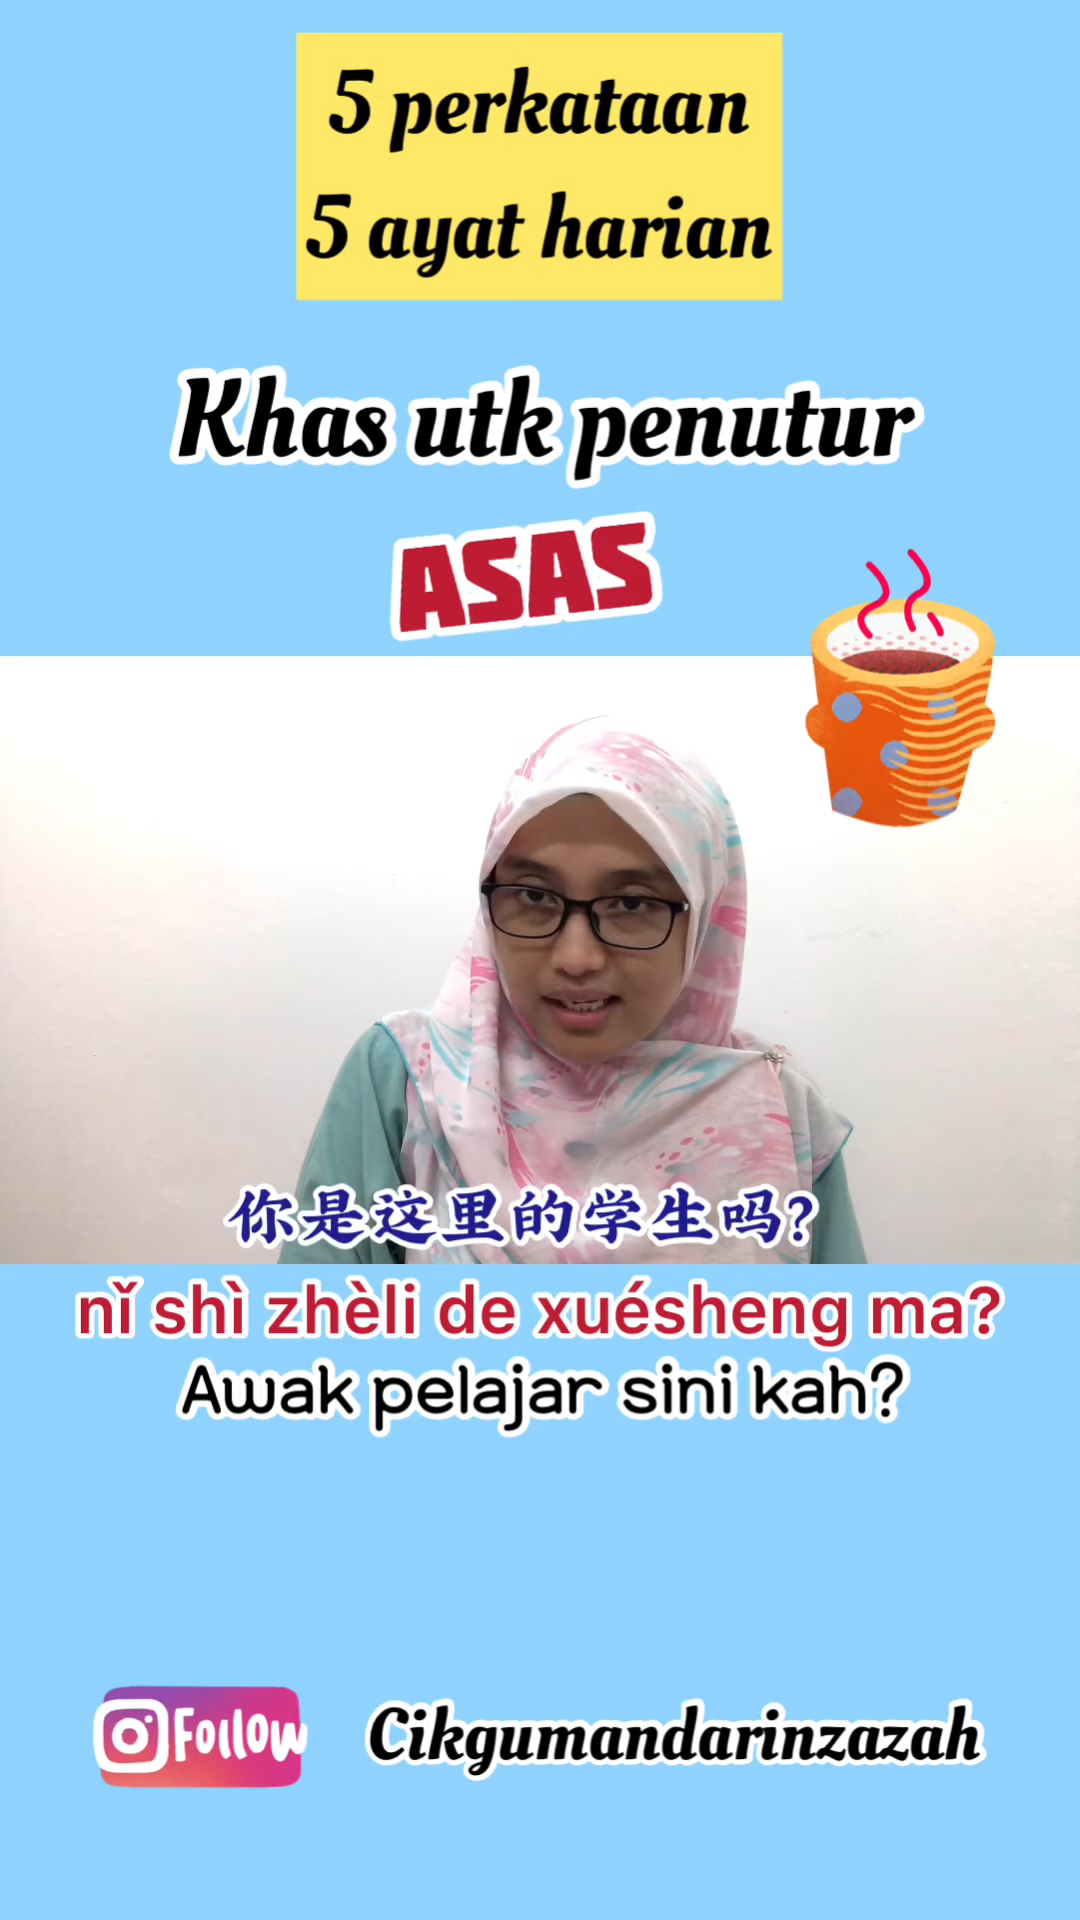 5 perkataan
5 ayat harian
Khas utk penutur
ASAS
你是这里的学生吗?
nǐ shì zhèli de xuésheng ma?
Awak pelajar sini kah?
Follow
Cikgumandarinzazah